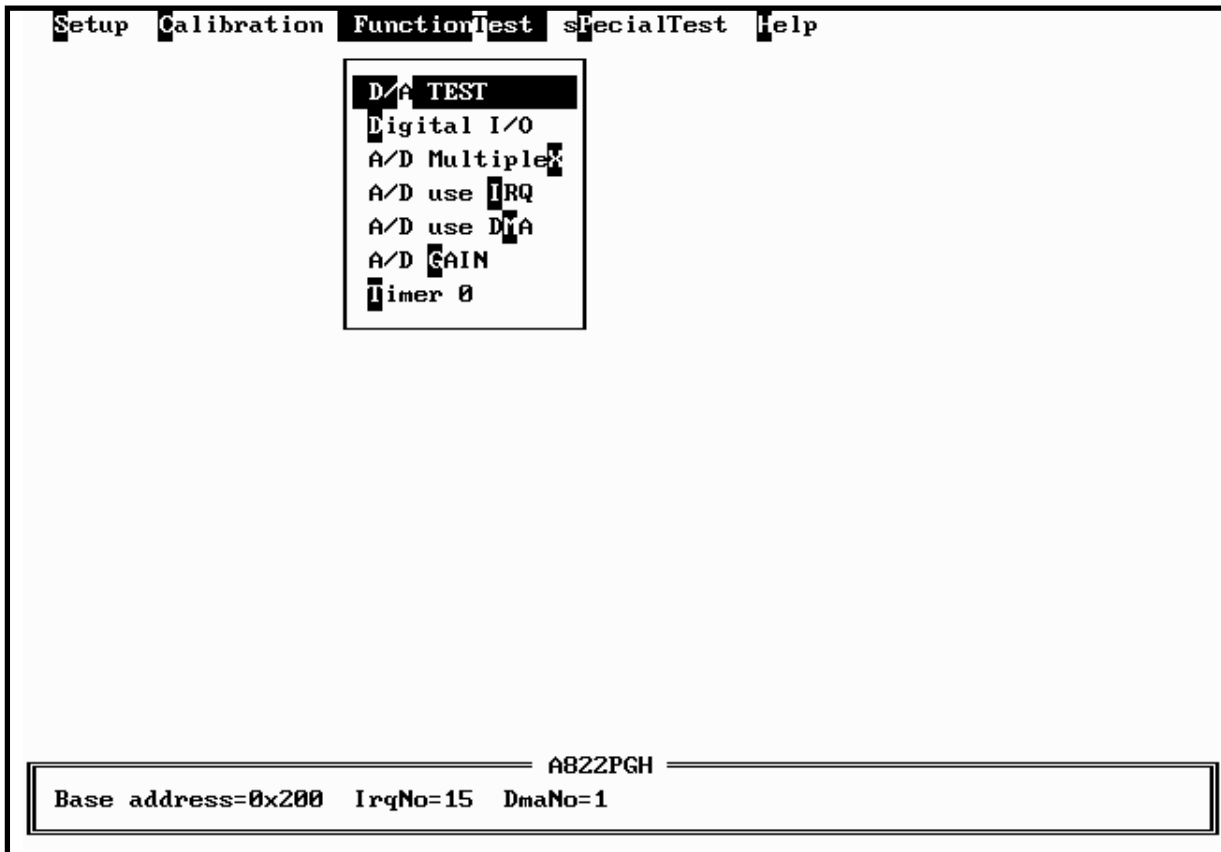 Setup Calibration FunctionTest sPecialTest Help
D/A TEST
Digital I/O
A/D MultipleX
A/D use IRQ
A/D use DMA
A/D GAIN
Timer 0
A822PGH
Base address=0x200 IrqNo=15 DmaNo=1